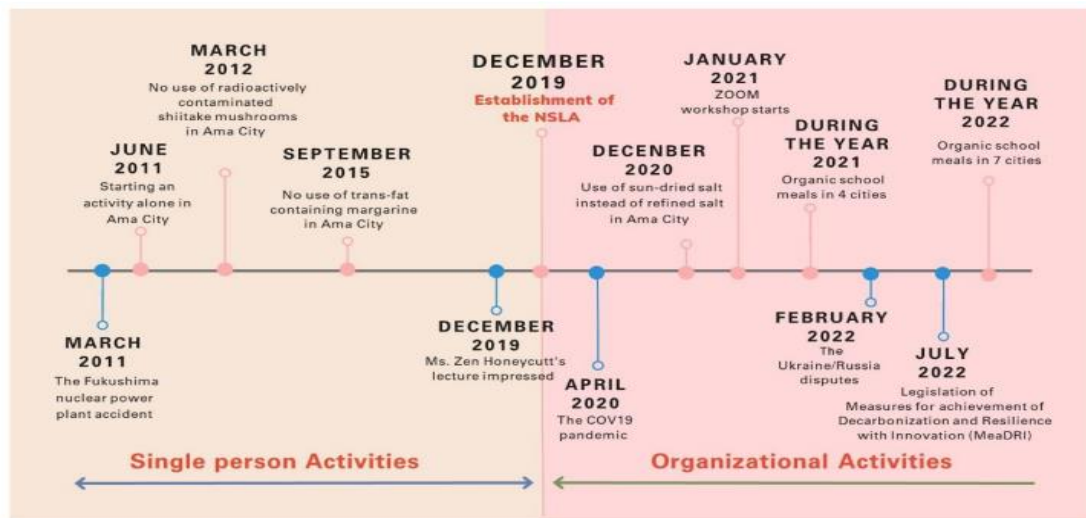 MARCH
2012
No use of radioactively
contaminated
shiitake mushrooms
in Ama City
JUNE
2011
Starting an
activity alone in
Ama City
SEPTEMBER
2015
No use of trans-fat
containing margarine
in Ama City
DECEMBER
2019
Establishment of
the NSLA
DECENBER
2020
Use of sun-dried salt
instead of refined salt
in Ama City
JANUARY
2021
ZOOM
workshop starts
DURING
THE YEAR
2021
Organic school
meals in 4 cities
DURING
THE YEAR
2022
Organic school
meals in 7 cities
MARCH
2011
The Fukushima
nuclear power
plant accident
DECEMBER
2019
Ms. Zen Honeycutt's
lecture impressed
APRIL
2020
The COV19
pandemic
FEBRUARY
2022
The
Ukraine/Russia
disputes
JULY
2022
Legislation of
Measures for achievement of
Decarbonization and Resilience
with Innovation (MeaDRI)
Single person Activities
Organizational Activities